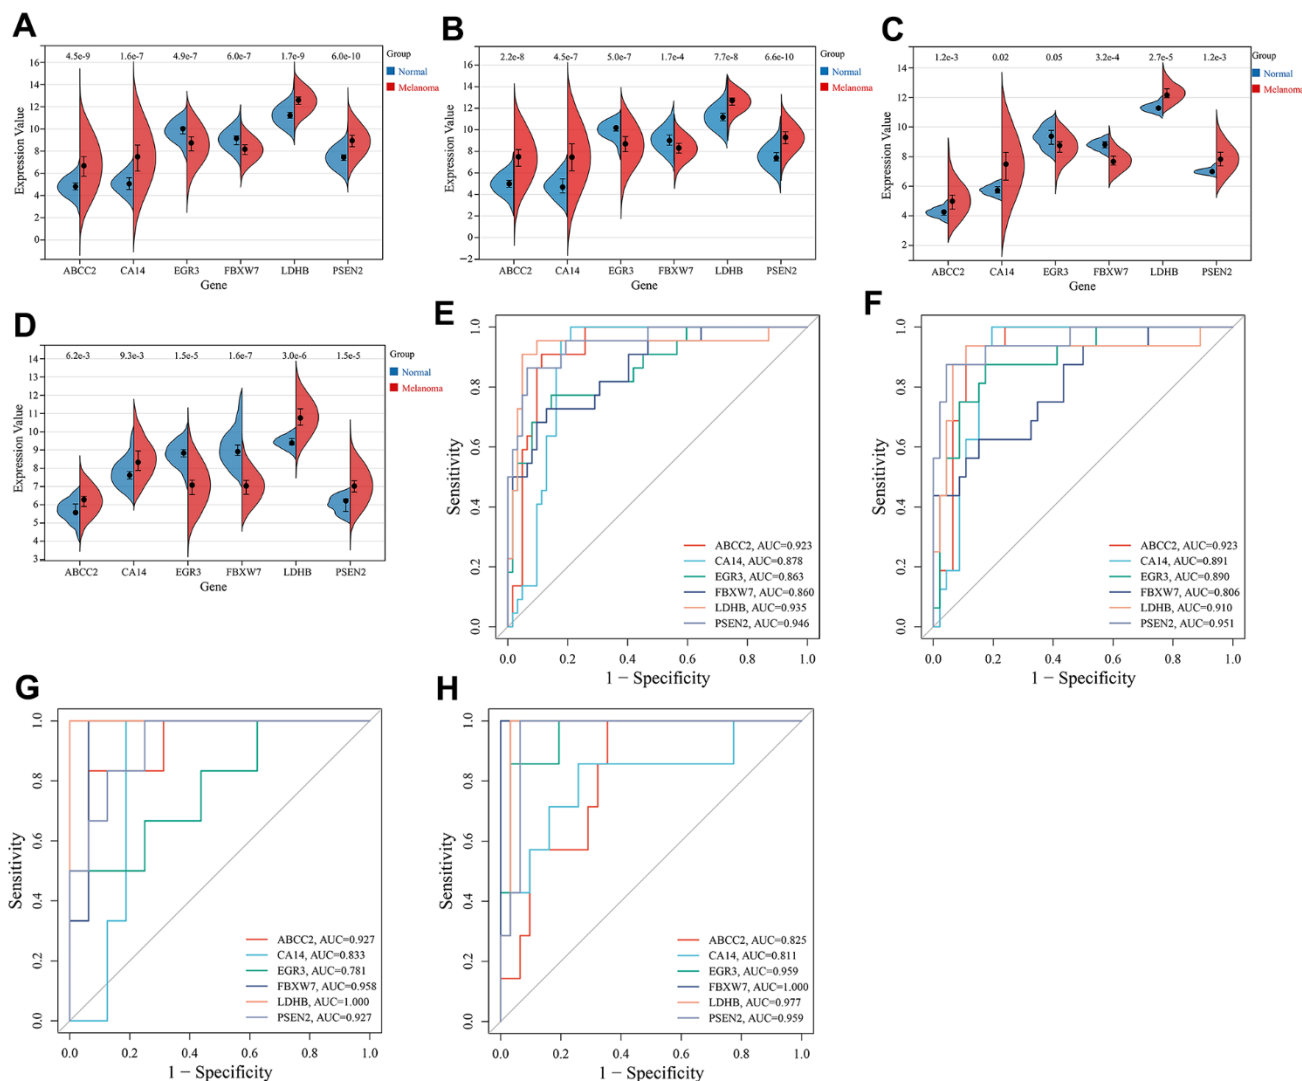 A
4.5e-9 1.6e-7 4.9e-7 6.0e-7 1.7e-9 6.0e-10
Group
Normal
Melanoma
Expression Value
16
14
12
10
8
6
4
2
0
ABCC2 CA14 EGR3 FBXW7 LDHB PSEN2
Gene
B
2.2e-8 4.5e-7 5.0e-7 1.7e-4 7.7e-8 6.6e-10
Group
Normal
Melanoma
Expression Value
16
14
12
10
8
6
4
2
0
−2
ABCC2 CA14 EGR3 FBXW7 LDHB PSEN2
Gene
C
1.2e-3 0.02 0.05 3.2e-4 2.7e-5 1.2e-3
Group
Normal
Melanoma
Expression Value
14
12
10
8
6
4
2
ABCC2 CA14 EGR3 FBXW7 LDHB PSEN2
Gene
D
6.2e-3 9.3e-3 1.5e-5 1.6e-7 3.0e-6 1.5e-5
Group
Normal
Melanoma
Expression Value
14
13
12
11
10
9
8
7
6
5
4
3
ABCC2 CA14 EGR3 FBXW7 LDHB PSEN2
Gene
E
Sensitivity
1.0
0.8
0.6
0.4
0.2
0.0
ABCC2, AUC=0.923
CA14, AUC=0.878
EGR3, AUC=0.863
FBXW7, AUC=0.860
LDHB, AUC=0.935
PSEN2, AUC=0.946
0.0 0.2 0.4 0.6 0.8 1.0
1 − Specificity
F
Sensitivity
1.0
0.8
0.6
0.4
0.2
0.0
ABCC2, AUC=0.923
CA14, AUC=0.891
EGR3, AUC=0.890
FBXW7, AUC=0.806
LDHB, AUC=0.910
PSEN2, AUC=0.951
0.0 0.2 0.4 0.6 0.8 1.0
1 − Specificity
G
Sensitivity
1.0
0.8
0.6
0.4
0.2
0.0
ABCC2, AUC=0.927
CA14, AUC=0.833
EGR3, AUC=0.781
FBXW7, AUC=0.958
LDHB, AUC=1.000
PSEN2, AUC=0.927
0.0 0.2 0.4 0.6 0.8 1.0
1 − Specificity
H
Sensitivity
1.0
0.8
0.6
0.4
0.2
0.0
ABCC2, AUC=0.825
CA14, AUC=0.811
EGR3, AUC=0.959
FBXW7, AUC=1.000
LDHB, AUC=0.977
PSEN2, AUC=0.959
0.0 0.2 0.4 0.6 0.8 1.0
1 − Specificity